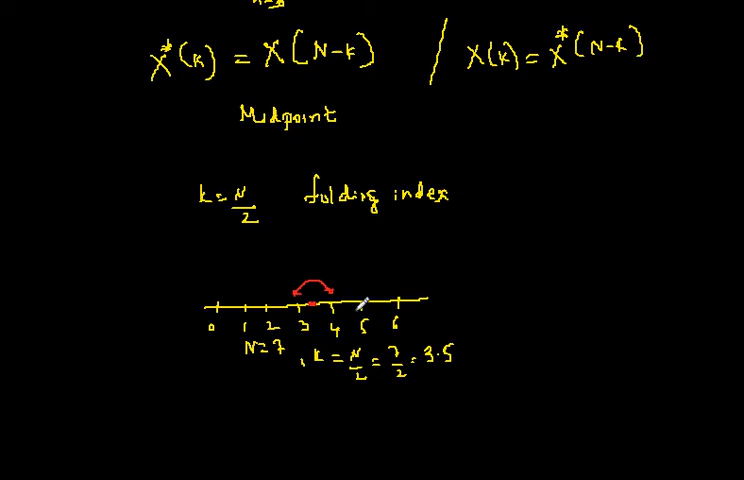 X*(k) = X(N-k) / X(k) = X*(N-k)
Midpoint
k = N/2 folding index
0 1 2 3 4 5 6
N=7, k = N/2 = 7/2 = 3.5